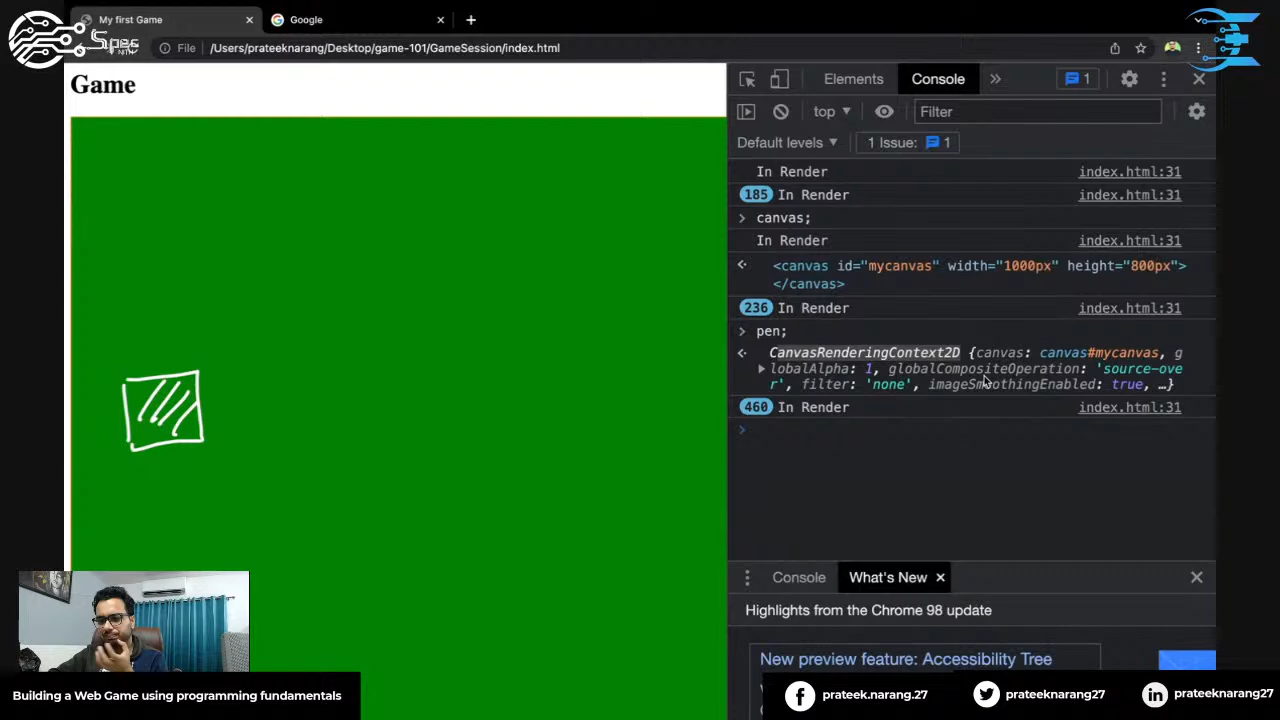 My first Game
Google
Spec
NITH
File
/Users/prateeknarang/Desktop/game-101/GameSession/index.html
Game
Elements
Console
1
top
Filter
Default levels
1 Issue:
1
In Render index.html:31
185 In Render index.html:31
canvas;
In Render index.html:31
<canvas id="mycanvas" width="1000px" height="800px">
</canvas>
236 In Render index.html:31
pen;
CanvasRenderingContext2D {canvas: canvas#mycanvas, g
lobalAlpha: 1, globalCompositeOperation: 'source-ove
r', filter: 'none', imageSmoothingEnabled: true, …}
460 In Render index.html:31
Console
What's New
Highlights from the Chrome 98 update
New preview feature: Accessibility Tree
Building a Web Game using programming fundamentals
prateek.narang.27
prateeknarang27
prateeknarang27